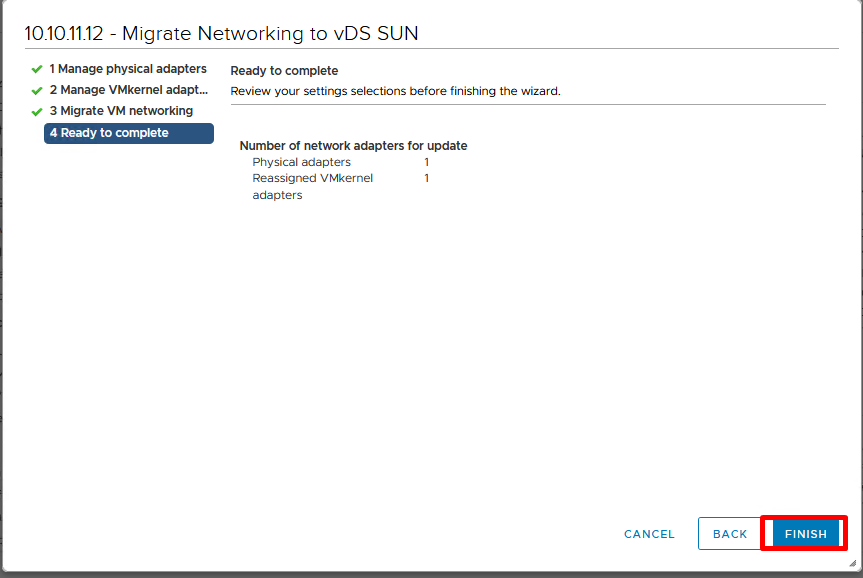 10.10.11.12 - Migrate Networking to vDS SUN
1 Manage physical adapters
2 Manage VMkernel adapt...
3 Migrate VM networking
4 Ready to complete
Ready to complete
Review your settings selections before finishing the wizard.
Number of network adapters for update
Physical adapters 1
Reassigned VMkernel 1
adapters
CANCEL
BACK
FINISH